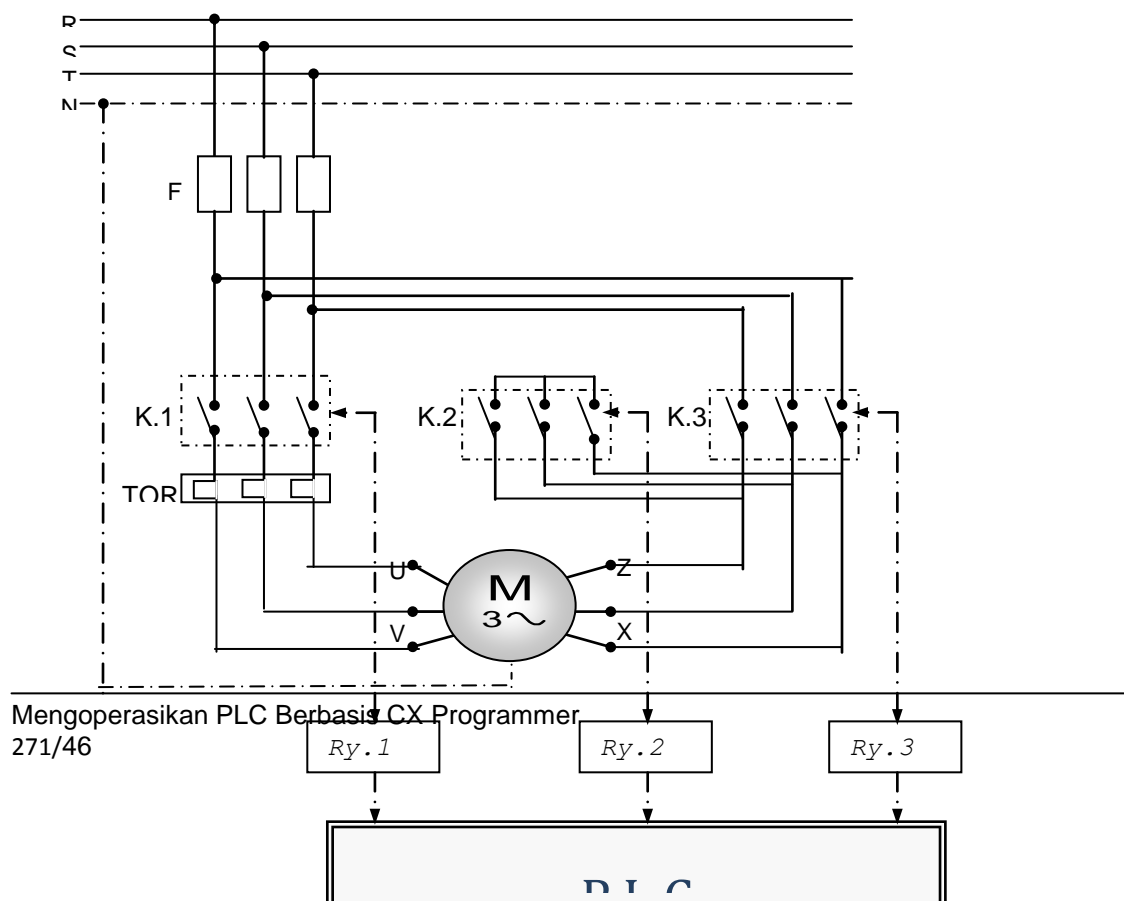 R
S
T
N
F
K.1
K.2
K.3
TOR
U
Z
M
3~
V
X
Mengoperasikan PLC Berbasis CX Programmer
271/46
Ry.1
Ry.2
Ry.3
P L C